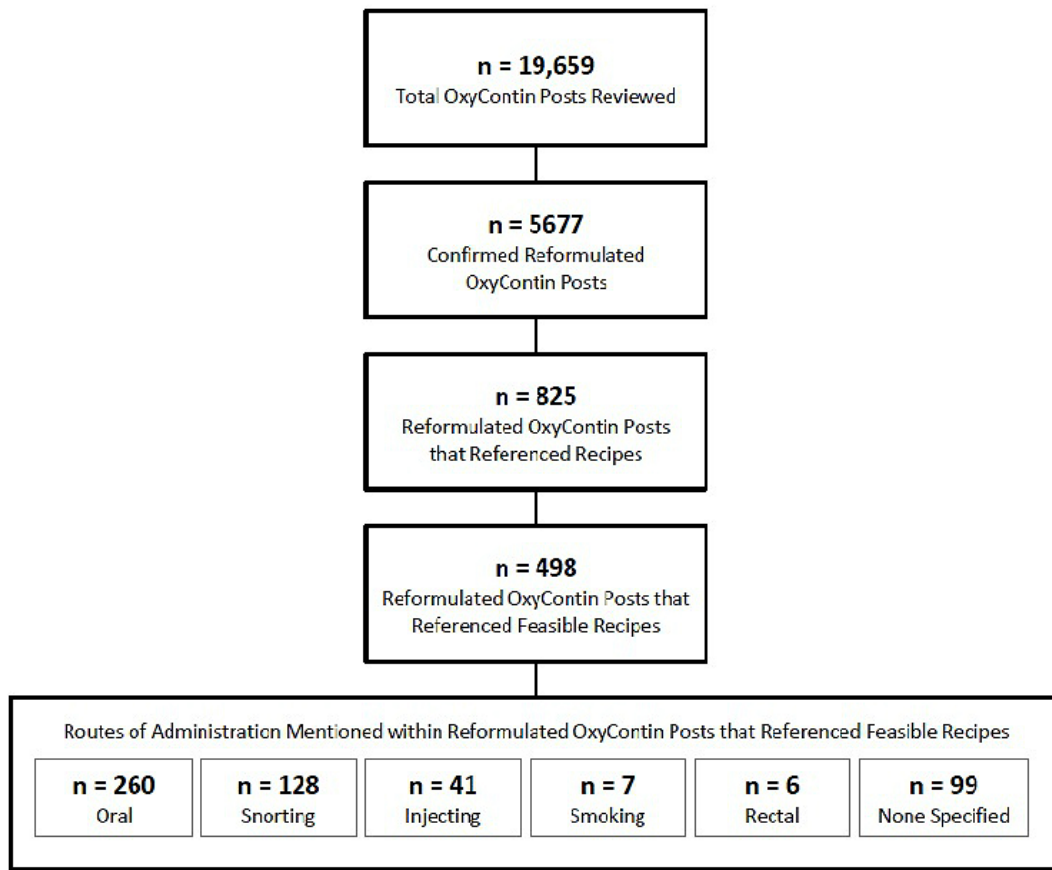 n = 19,659
Total OxyContin Posts Reviewed
n = 5677
Confirmed Reformulated
OxyContin Posts
n = 825
Reformulated OxyContin Posts
that Referenced Recipes
n = 498
Reformulated OxyContin Posts that
Referenced Feasible Recipes
Routes of Administration Mentioned within Reformulated OxyContin Posts that Referenced Feasible Recipes
n = 260
Oral
n = 128
Snorting
n = 41
Injecting
n = 7
Smoking
n = 6
Rectal
n = 99
None Specified